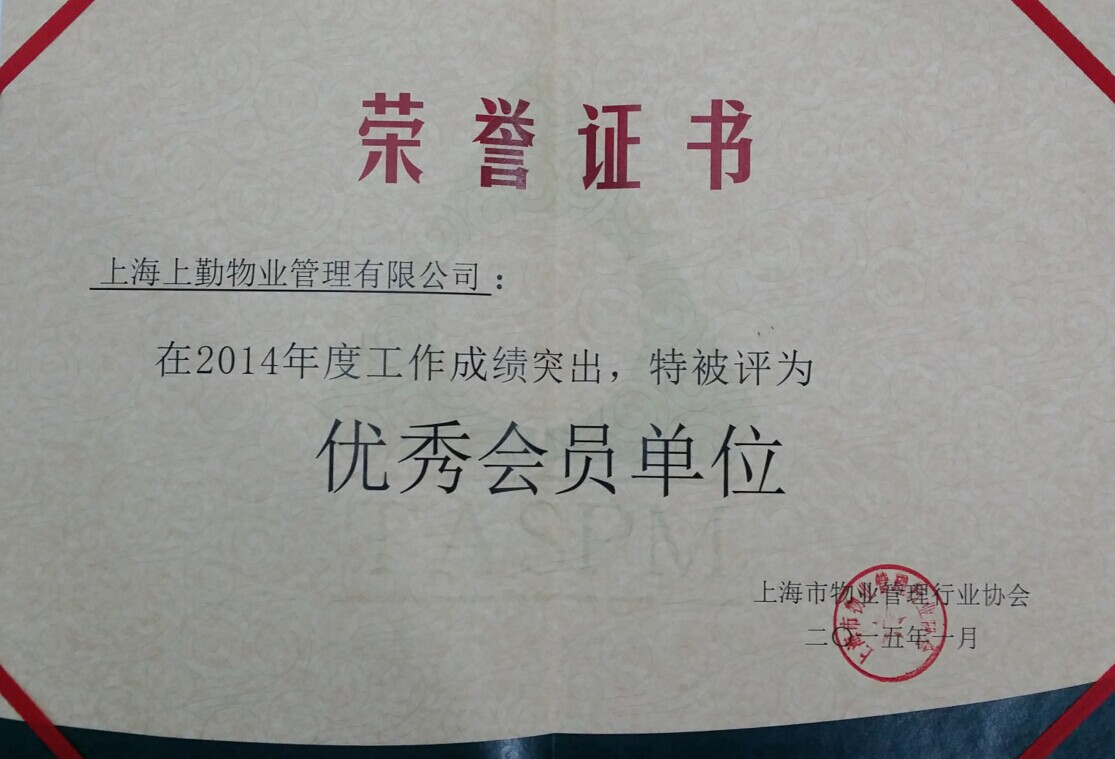 荣誉证书
上海上勤物业管理有限公司：
在2014年度工作成绩突出，特被评为
优秀会员单位
上海市物业管理行业协会
二〇一五年一月